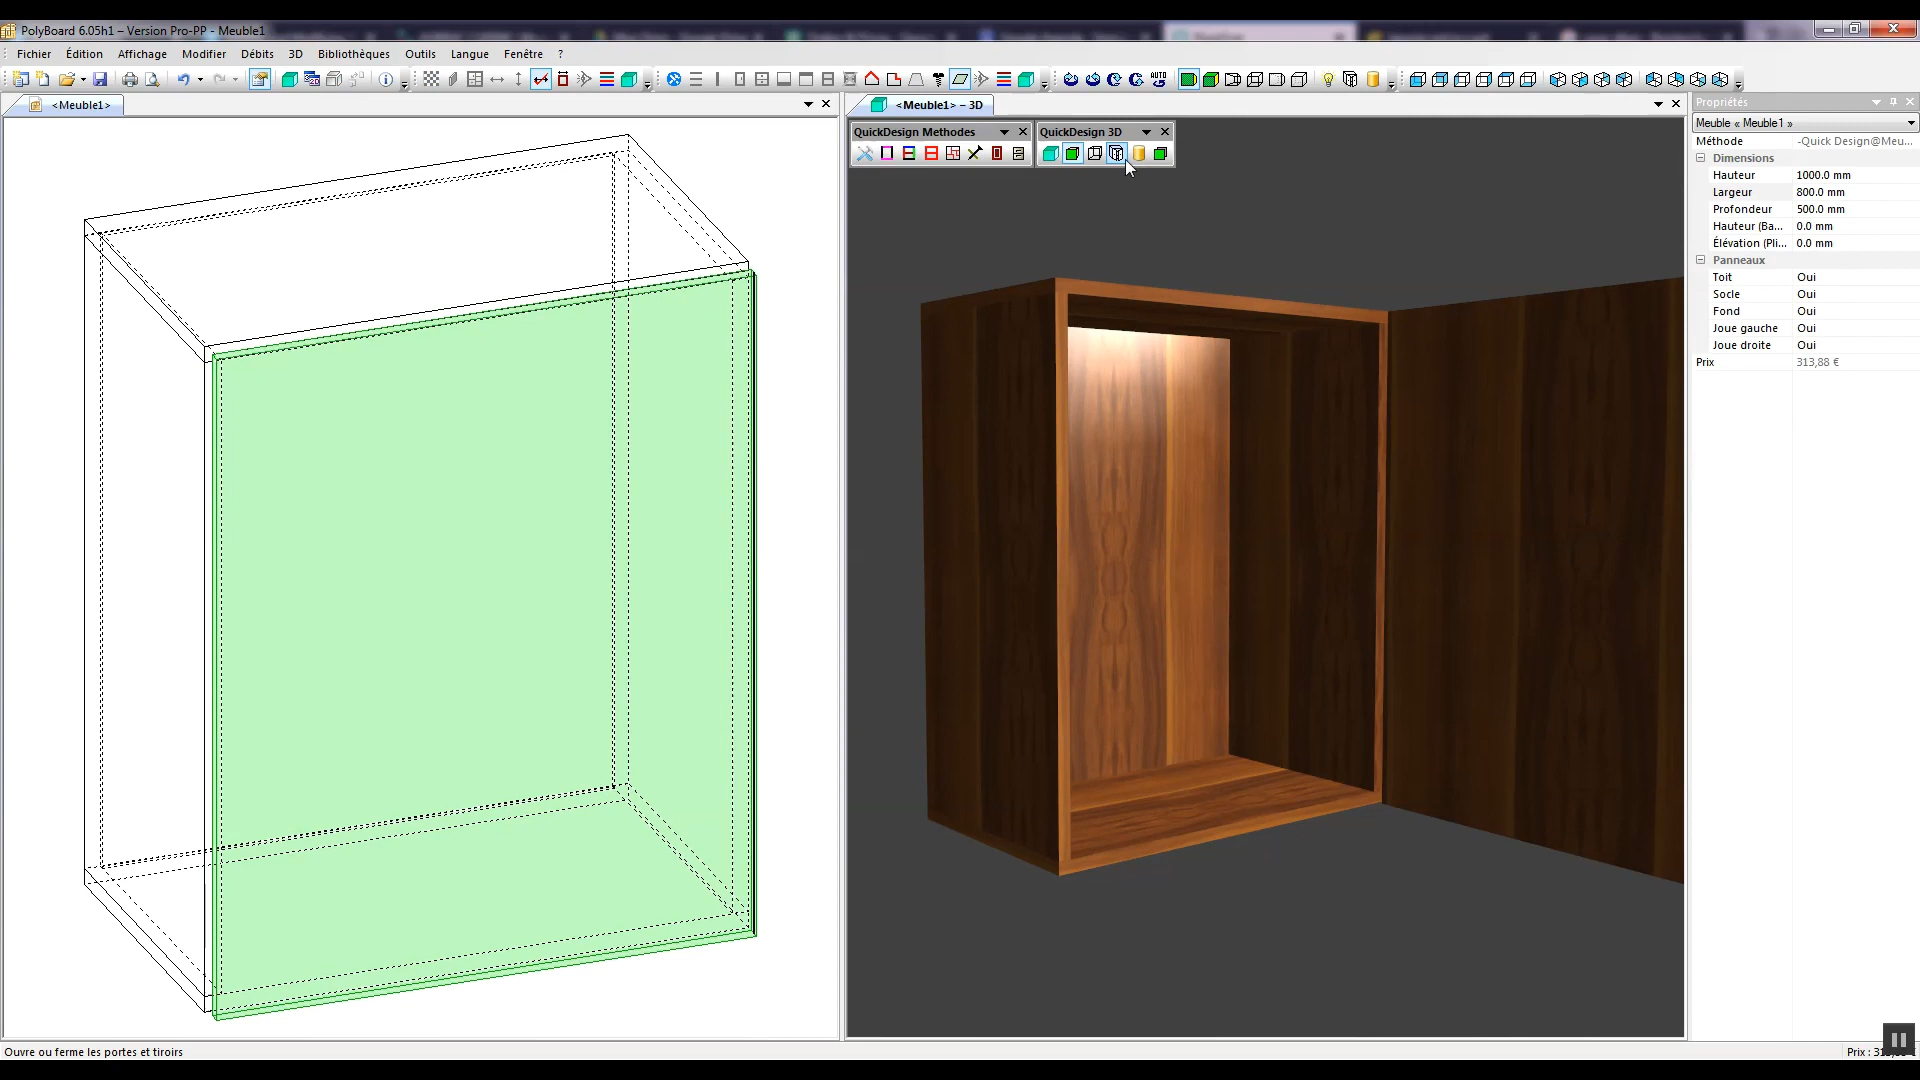 PolyBoard 6.05h1 – Version Pro-PP - Meuble1
Fichier Édition Affichage Modifier Débits 3D Bibliothèques Outils Langue Fenêtre ?
AUTO
<Meuble1>
<Meuble1> – 3D
QuickDesign Methodes
QuickDesign 3D
Propriétés
Meuble « Meuble1 »
Méthode -Quick Design@Meu...
Dimensions
Hauteur 1000.0 mm
Largeur 800.0 mm
Profondeur 500.0 mm
Hauteur (Ba... 0.0 mm
Élévation (Pli... 0.0 mm
Panneaux
Toit Oui
Socle Oui
Fond Oui
Joue gauche Oui
Joue droite Oui
Prix 313,88 €
Ouvre ou ferme les portes et tiroirs
Prix :